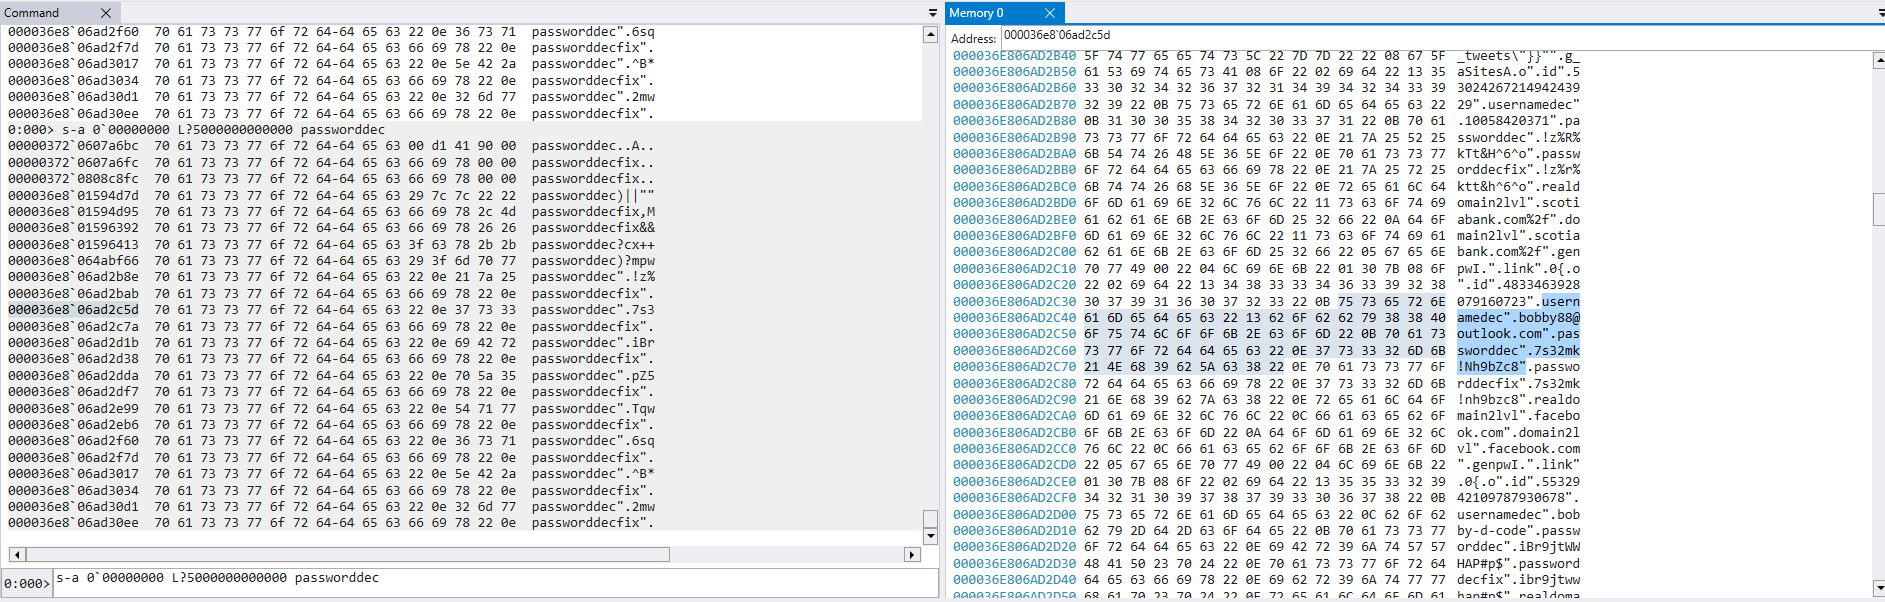 Command
000036e8`06ad2f60 70 61 73 73 77 6f 72 64-64 65 63 22 0e 36 73 71 passworddec".6sq
000036e8`06ad2f7d 70 61 73 73 77 6f 72 64-64 65 63 66 69 78 22 0e passworddecfix".
000036e8`06ad3017 70 61 73 73 77 6f 72 64-64 65 63 22 0e 5e 42 2a passworddec".^B*
000036e8`06ad3034 70 61 73 73 77 6f 72 64-64 65 63 66 69 78 22 0e passworddecfix".
000036e8`06ad30d1 70 61 73 73 77 6f 72 64-64 65 63 22 0e 32 6d 77 passworddec".2mw
000036e8`06ad30ee 70 61 73 73 77 6f 72 64-64 65 63 66 69 78 22 0e passworddecfix".
0:000> s-a 0`00000000 L?5000000000000 passworddec
00000372`0607a6bc 70 61 73 73 77 6f 72 64-64 65 63 00 d1 41 90 00 passworddec..A..
00000372`0607a6fc 70 61 73 73 77 6f 72 64-64 65 63 66 69 78 00 00 passworddecfix..
00000372`0808c8fc 70 61 73 73 77 6f 72 64-64 65 63 66 69 78 00 00 passworddecfix..
000036e8`01594d7d 70 61 73 73 77 6f 72 64-64 65 63 29 7c 7c 22 22 passworddec)||""
000036e8`01594d95 70 61 73 73 77 6f 72 64-64 65 63 66 69 78 2c 4d passworddecfix,M
000036e8`01596392 70 61 73 73 77 6f 72 64-64 65 63 66 69 78 26 26 passworddecfix&&
000036e8`01596413 70 61 73 73 77 6f 72 64-64 65 63 3f 63 78 2b 2b passworddec?cx++
000036e8`064abf66 70 61 73 73 77 6f 72 64-64 65 63 29 3f 6d 70 77 passworddec)?mpw
000036e8`06ad2b8e 70 61 73 73 77 6f 72 64-64 65 63 22 0e 21 7a 25 passworddec".!z%
000036e8`06ad2bab 70 61 73 73 77 6f 72 64-64 65 63 66 69 78 22 0e passworddecfix".
000036e8`06ad2c5d 70 61 73 73 77 6f 72 64-64 65 63 22 0e 37 73 33 passworddec".7s3
000036e8`06ad2c7a 70 61 73 73 77 6f 72 64-64 65 63 66 69 78 22 0e passworddecfix".
000036e8`06ad2d1b 70 61 73 73 77 6f 72 64-64 65 63 22 0e 69 42 72 passworddec".iBr
000036e8`06ad2d38 70 61 73 73 77 6f 72 64-64 65 63 66 69 78 22 0e passworddecfix".
000036e8`06ad2dda 70 61 73 73 77 6f 72 64-64 65 63 22 0e 70 5a 35 passworddec".pZ5
000036e8`06ad2df7 70 61 73 73 77 6f 72 64-64 65 63 66 69 78 22 0e passworddecfix".
000036e8`06ad2e99 70 61 73 73 77 6f 72 64-64 65 63 22 0e 54 71 77 passworddec".Tqw
000036e8`06ad2eb6 70 61 73 73 77 6f 72 64-64 65 63 66 69 78 22 0e passworddecfix".
000036e8`06ad2f60 70 61 73 73 77 6f 72 64-64 65 63 22 0e 36 73 71 passworddec".6sq
000036e8`06ad2f7d 70 61 73 73 77 6f 72 64-64 65 63 66 69 78 22 0e passworddecfix".
000036e8`06ad3017 70 61 73 73 77 6f 72 64-64 65 63 22 0e 5e 42 2a passworddec".^B*
000036e8`06ad3034 70 61 73 73 77 6f 72 64-64 65 63 66 69 78 22 0e passworddecfix".
000036e8`06ad30d1 70 61 73 73 77 6f 72 64-64 65 63 22 0e 32 6d 77 passworddec".2mw
000036e8`06ad30ee 70 61 73 73 77 6f 72 64-64 65 63 66 69 78 22 0e passworddecfix".
0:000> s-a 0`00000000 L?5000000000000 passworddec
Memory 0
Address: 000036e8`06ad2c5d
000036E806AD2B40 5F 74 77 65 65 74 73 5C 22 7D 7D 22 22 08 67 5F _tweets\"}}"".g_
000036E806AD2B50 61 53 69 74 65 73 41 08 6F 22 02 69 64 22 13 35 aSitesA.o".id".5
000036E806AD2B60 33 30 32 34 32 36 37 32 31 34 39 34 32 34 33 39 3024267214942439
000036E806AD2B70 32 39 22 0B 75 73 65 72 6E 61 6D 65 64 65 63 22 29".usernamedec"
000036E806AD2B80 0B 31 30 30 35 38 34 32 30 33 37 31 22 0B 70 61 .10058420371".pa
000036E806AD2B90 73 73 77 6F 72 64 64 65 63 22 0E 21 7A 25 52 25 ssworddec".!z%R%
000036E806AD2BA0 6B 54 74 26 48 5E 36 5E 6F 22 0E 70 61 73 73 77 kTt&H^6^o".passw
000036E806AD2BB0 6F 72 64 64 65 63 66 69 78 22 0E 21 7A 25 72 25 orddecfix".!z%r%
000036E806AD2BC0 6B 74 74 26 68 5E 36 5E 6F 22 0E 72 65 61 6C 64 ktt&h^6^o".reald
000036E806AD2BD0 6F 6D 61 69 6E 32 6C 76 6C 22 11 73 63 6F 74 69 omain2lvl".scoti
000036E806AD2BE0 61 62 61 6E 6B 2E 63 6F 6D 25 32 66 22 0A 64 6F abank.com%2f".do
000036E806AD2BF0 6D 61 69 6E 32 6C 76 6C 22 11 73 63 6F 74 69 61 main2lvl".scotia
000036E806AD2C00 62 61 6E 6B 2E 63 6F 6D 25 32 66 22 05 67 65 6E bank.com%2f".gen
000036E806AD2C10 70 77 49 00 22 04 6C 69 6E 6B 22 01 30 7B 08 6F pwI.".link".0{.o
000036E806AD2C20 22 02 69 64 22 13 34 38 33 33 34 36 33 39 32 38 ".id".4833463928
000036E806AD2C30 30 37 39 31 36 30 37 32 33 22 0B 75 73 65 72 6E 079160723".usern
000036E806AD2C40 61 6D 65 64 65 63 22 13 62 6F 62 62 79 38 38 40 amedec".bobby88@
000036E806AD2C50 6F 75 74 6C 6F 6F 6B 2E 63 6F 6D 22 0B 70 61 73 outlook.com".pas
000036E806AD2C60 73 77 6F 72 64 64 65 63 22 0E 37 73 33 32 6D 6B sworddec".7s32mk
000036E806AD2C70 21 4E 68 39 62 5A 63 38 22 0E 70 61 73 73 77 6F !Nh9bZc8".passwo
000036E806AD2C80 72 64 64 65 63 66 69 78 22 0E 37 73 33 32 6D 6B rddecfix".7s32mk
000036E806AD2C90 21 6E 68 39 62 7A 63 38 22 0E 72 65 61 6C 64 6F !nh9bzc8".realdo
000036E806AD2CA0 6D 61 69 6E 32 6C 76 6C 22 0C 66 61 63 65 62 6F main2lvl".facebo
000036E806AD2CB0 6F 6B 2E 63 6F 6D 22 0A 64 6F 6D 61 69 6E 32 6C ok.com".domain2l
000036E806AD2CC0 76 6C 22 0C 66 61 63 65 62 6F 6F 6B 2E 63 6F 6D vl".facebook.com
000036E806AD2CD0 22 05 67 65 6E 70 77 49 00 22 04 6C 69 6E 6B 22 ".genpwI.".link"
000036E806AD2CE0 01 30 7B 08 6F 22 02 69 64 22 13 35 35 33 32 39 .0{.o".id".55329
000036E806AD2CF0 34 32 31 30 39 37 38 37 39 33 30 36 37 38 22 0B 42109787930678".
000036E806AD2D00 75 73 65 72 6E 61 6D 65 64 65 63 22 0C 62 6F 62 usernamedec".bob
000036E806AD2D10 62 79 2D 64 2D 63 6F 64 65 22 0B 70 61 73 73 77 by-d-code".passw
000036E806AD2D20 6F 72 64 64 65 63 22 0E 69 42 72 39 6A 74 57 57 orddec".iBr9jtWW
000036E806AD2D30 48 41 50 23 70 24 22 0E 70 61 73 73 77 6F 72 64 HAP#p$".password
000036E806AD2D40 64 65 63 66 69 78 22 0E 69 62 72 39 6A 74 77 77 decfix".ibr9jtww
000036E806AD2D50 68 61 70 23 70 24 22 0E 72 65 61 6C 64 6F 6D 61 hap#p$".realdoma